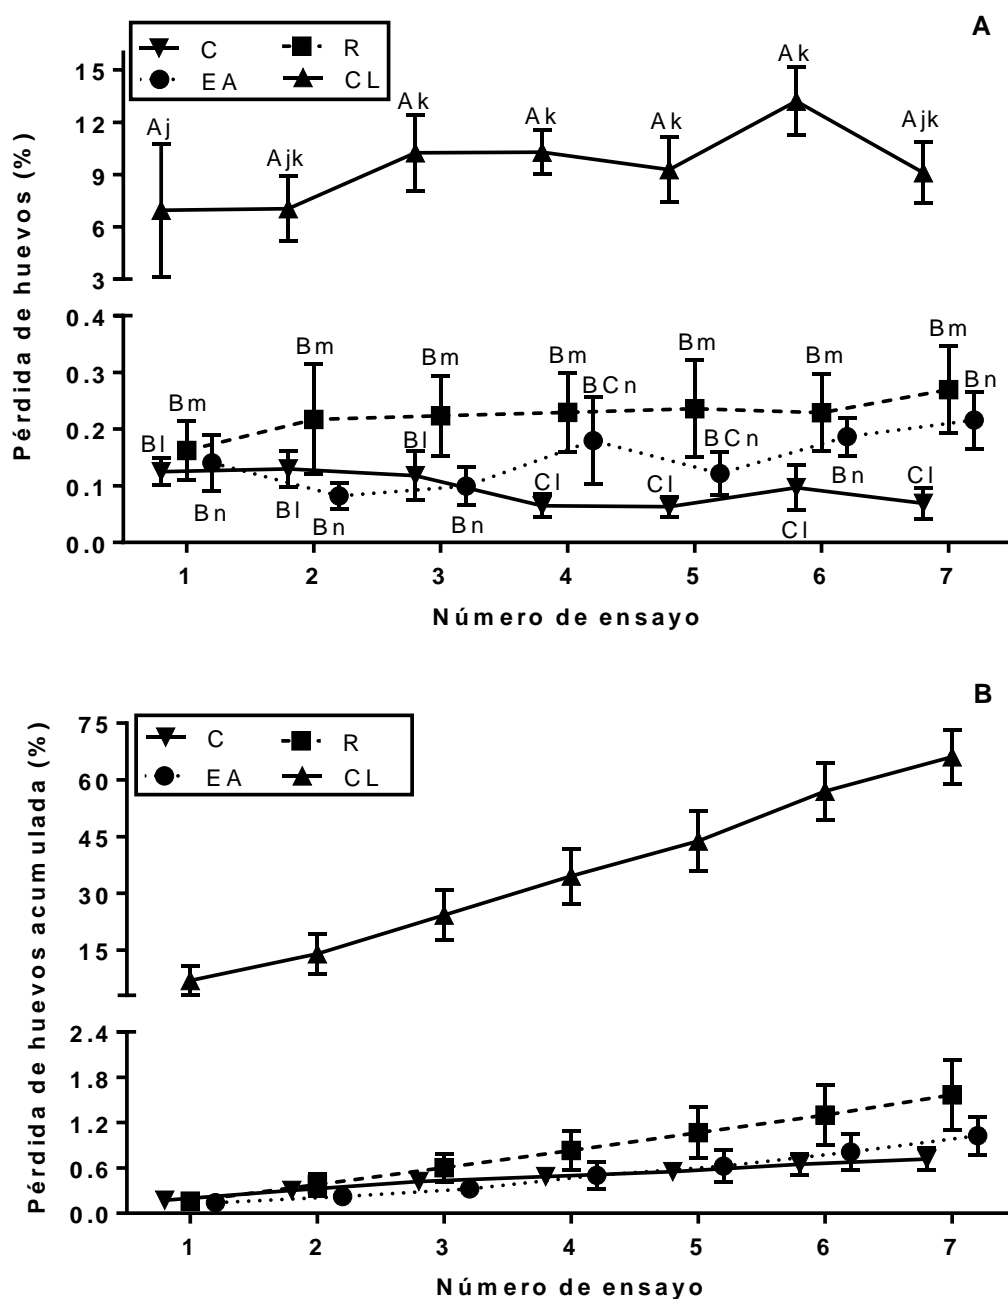 A
C R
EA CL
Pérdida de huevos (%)
15
12
9
6
3
Aj Ajk Ak Ak Ak Ak Ajk
0.4
0.3
0.2
0.1
0.0
Bm Bm Bm Bm Bm Bm Bm
Bl Bl Bl Cl Cl Cl Cl
Bn Bn Bn BCn BCn Bn Bn
1 2 3 4 5 6 7
Número de ensayo
B
C R
EA CL
Pérdida de huevos acumulada (%)
75
60
45
30
15
2.4
1.8
1.2
0.6
0.0
1 2 3 4 5 6 7
Número de ensayo